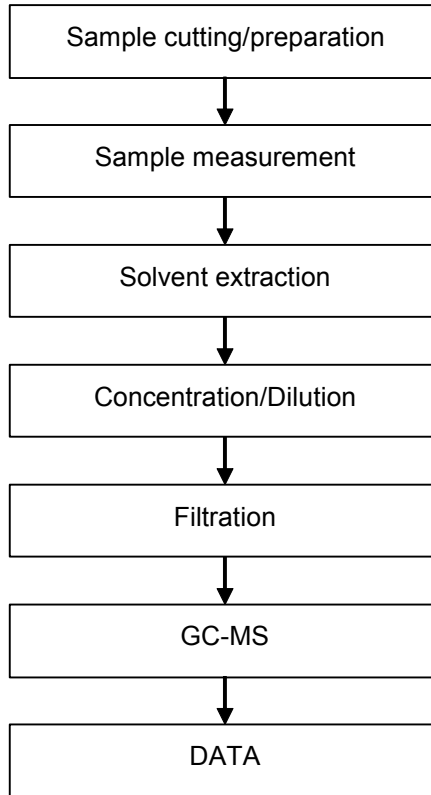 Sample cutting/preparation
Sample measurement
Solvent extraction
Concentration/Dilution
Filtration
GC-MS
DATA